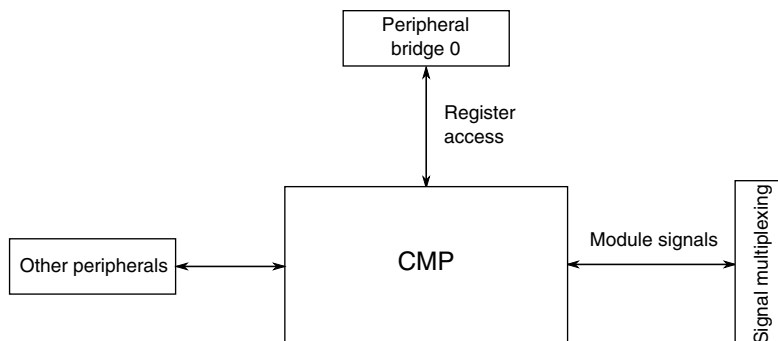 Peripheral
bridge 0
Register
access
Other peripherals
CMP
Module signals
Signal multiplexing